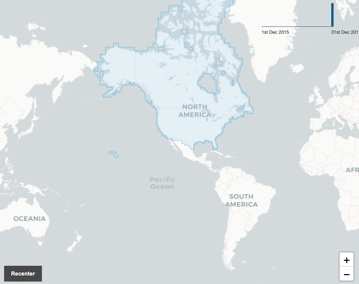 1st Dec 2015
31st Dec 201
NORTH
AMERICA
Pacific
Ocean
SOUTH
AMERICA
AFR
OCEANIA
Recenter
+
−